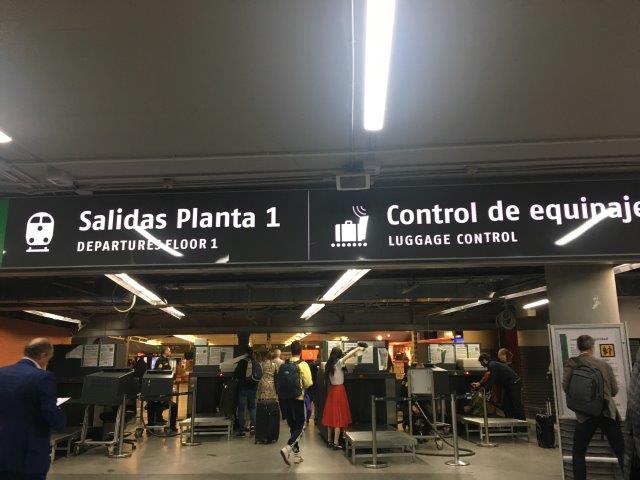 Salidas Planta 1
DEPARTURES FLOOR 1
Control de equipaje
LUGGAGE CONTROL